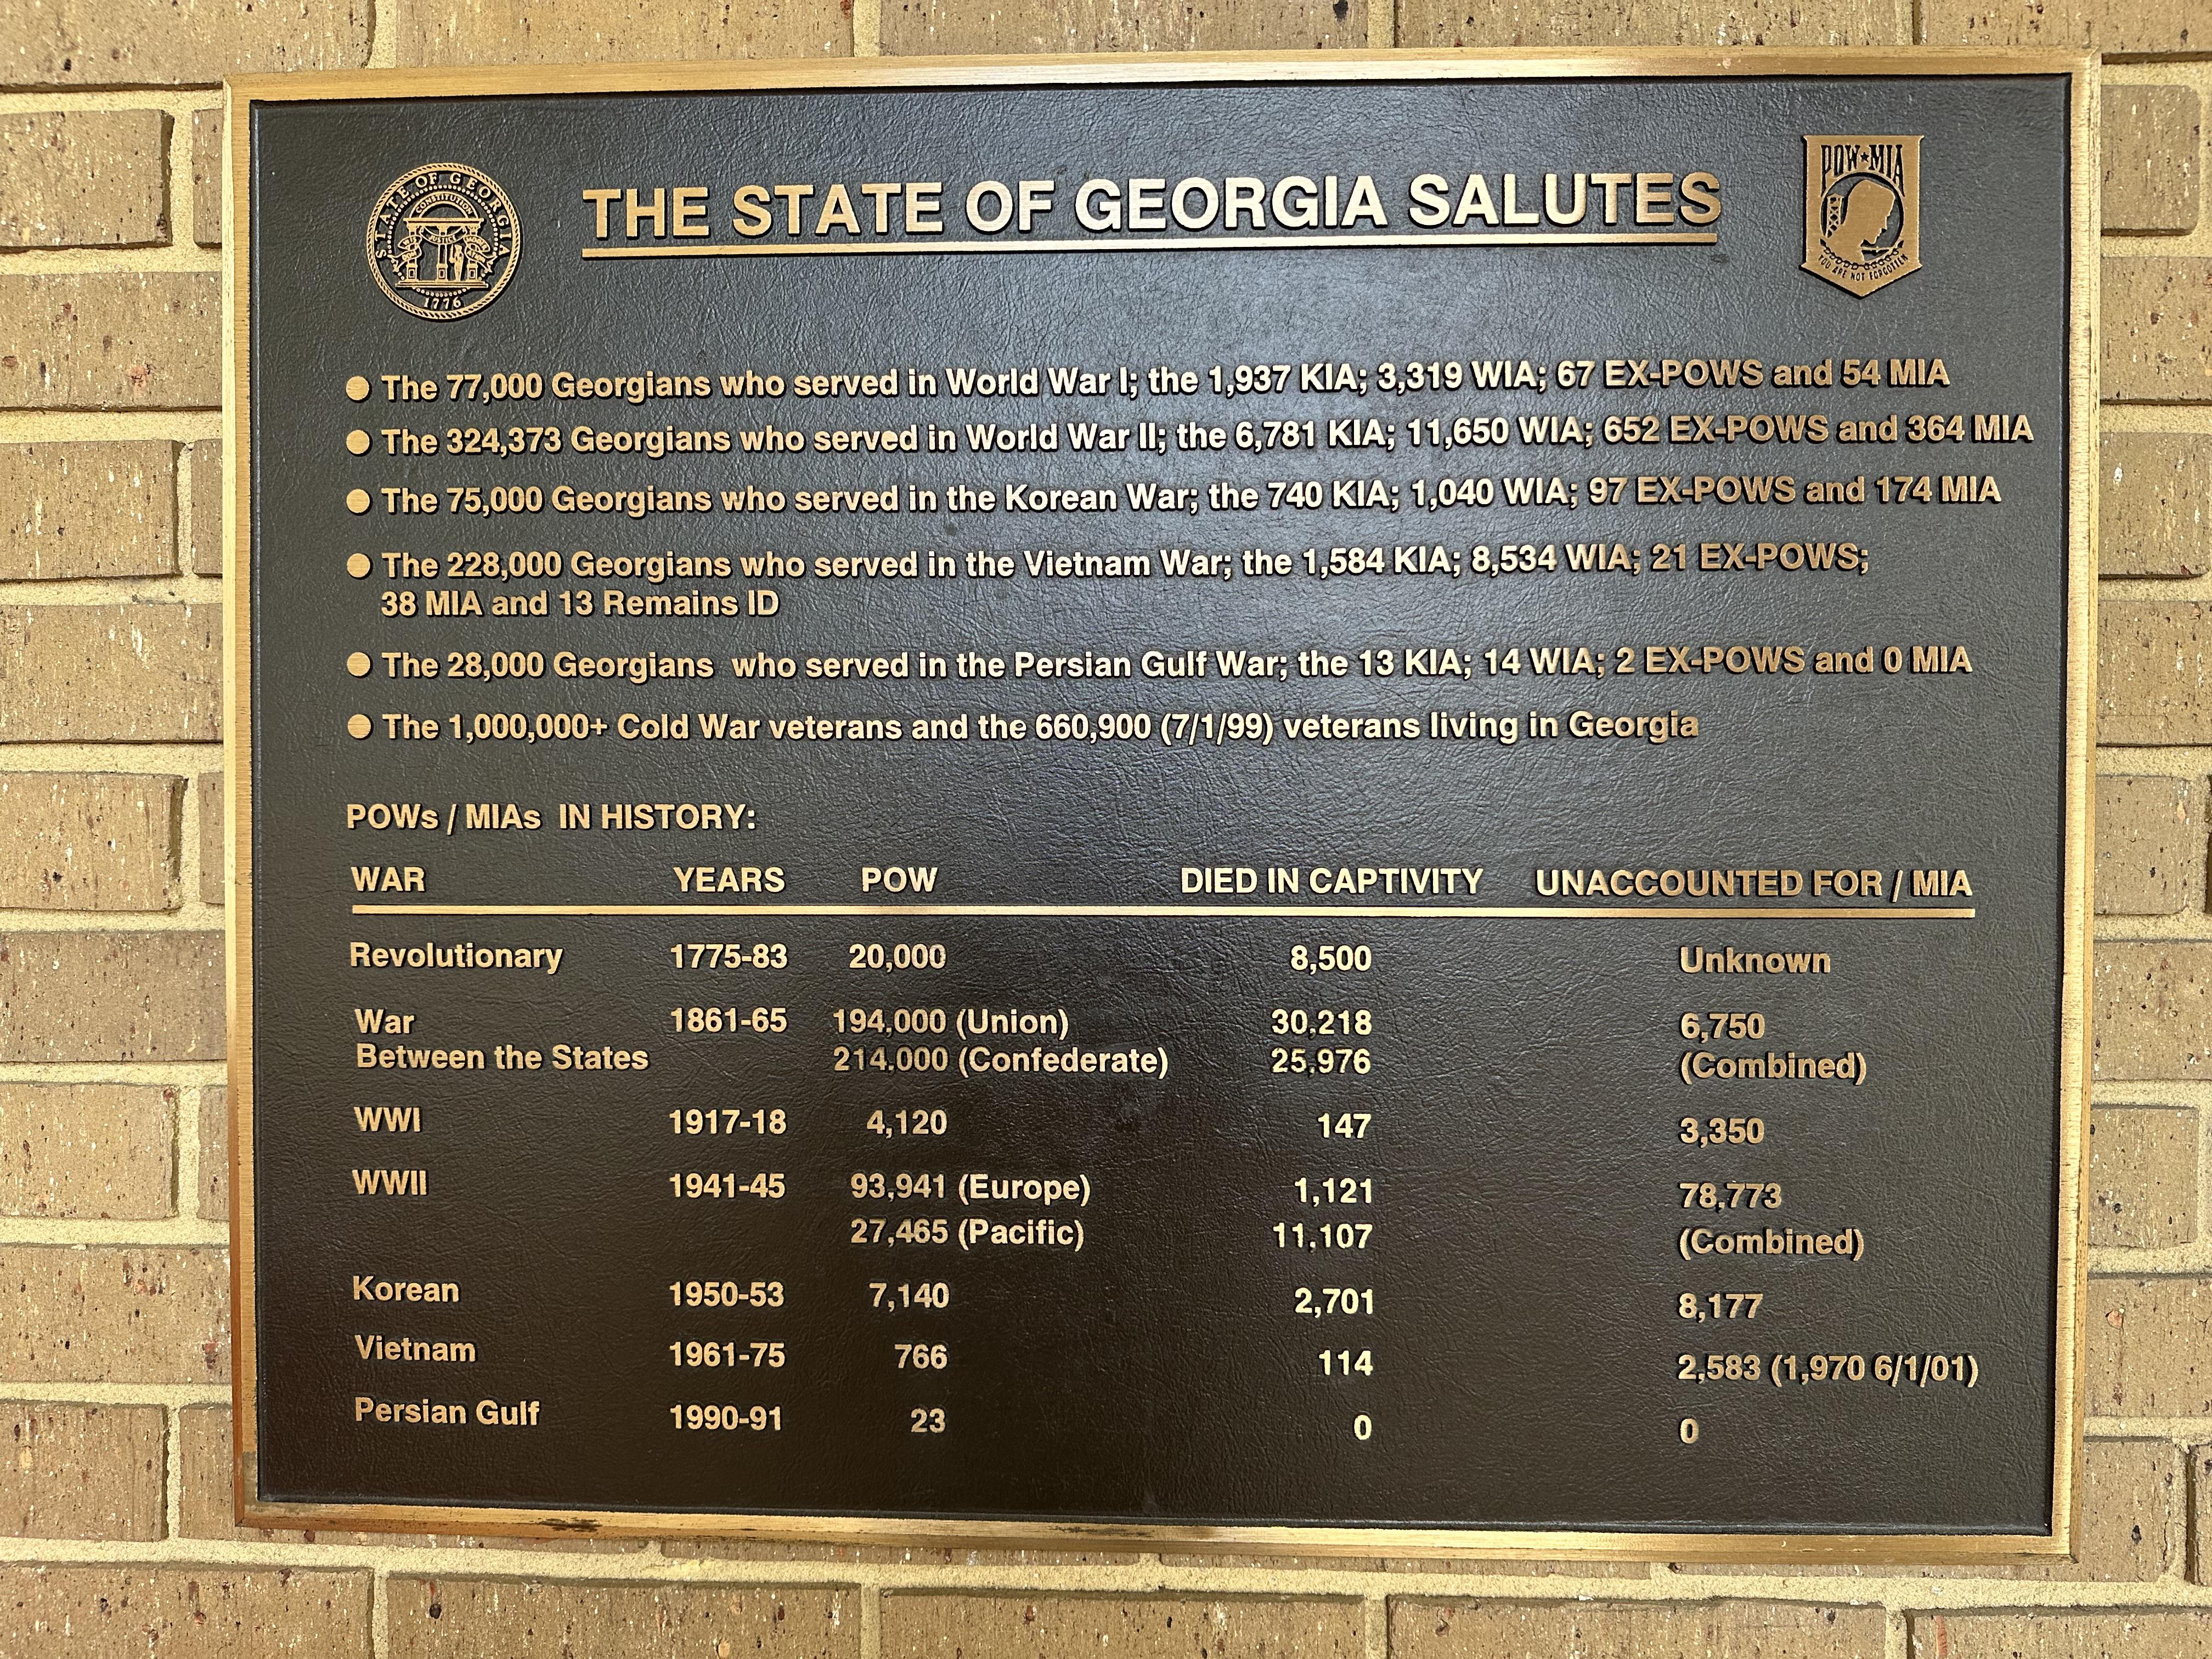 STATE OF GEORGIA
CONSTITUTION
1776
THE STATE OF GEORGIA SALUTES
POW★MIA
YOU ARE NOT FORGOTTEN
● The 77,000 Georgians who served in World War I; the 1,937 KIA; 3,319 WIA; 67 EX-POWS and 54 MIA
● The 324,373 Georgians who served in World War II; the 6,781 KIA; 11,650 WIA; 652 EX-POWS and 364 MIA
● The 75,000 Georgians who served in the Korean War; the 740 KIA; 1,040 WIA; 97 EX-POWS and 174 MIA
● The 228,000 Georgians who served in the Vietnam War; the 1,584 KIA; 8,534 WIA; 21 EX-POWS;
38 MIA and 13 Remains ID
● The 28,000 Georgians who served in the Persian Gulf War; the 13 KIA; 14 WIA; 2 EX-POWS and 0 MIA
● The 1,000,000+ Cold War veterans and the 660,900 (7/1/99) veterans living in Georgia
POWs / MIAs IN HISTORY:
WAR YEARS POW DIED IN CAPTIVITY UNACCOUNTED FOR / MIA
Revolutionary 1775-83 20,000 8,500 Unknown
War 1861-65 194,000 (Union) 30,218 6,750
Between the States 214,000 (Confederate) 25,976 (Combined)
WWI 1917-18 4,120 147 3,350
WWII 1941-45 93,941 (Europe) 1,121 78,773
27,465 (Pacific) 11,107 (Combined)
Korean 1950-53 7,140 2,701 8,177
Vietnam 1961-75 766 114 2,583 (1,970 6/1/01)
Persian Gulf 1990-91 23 0 0